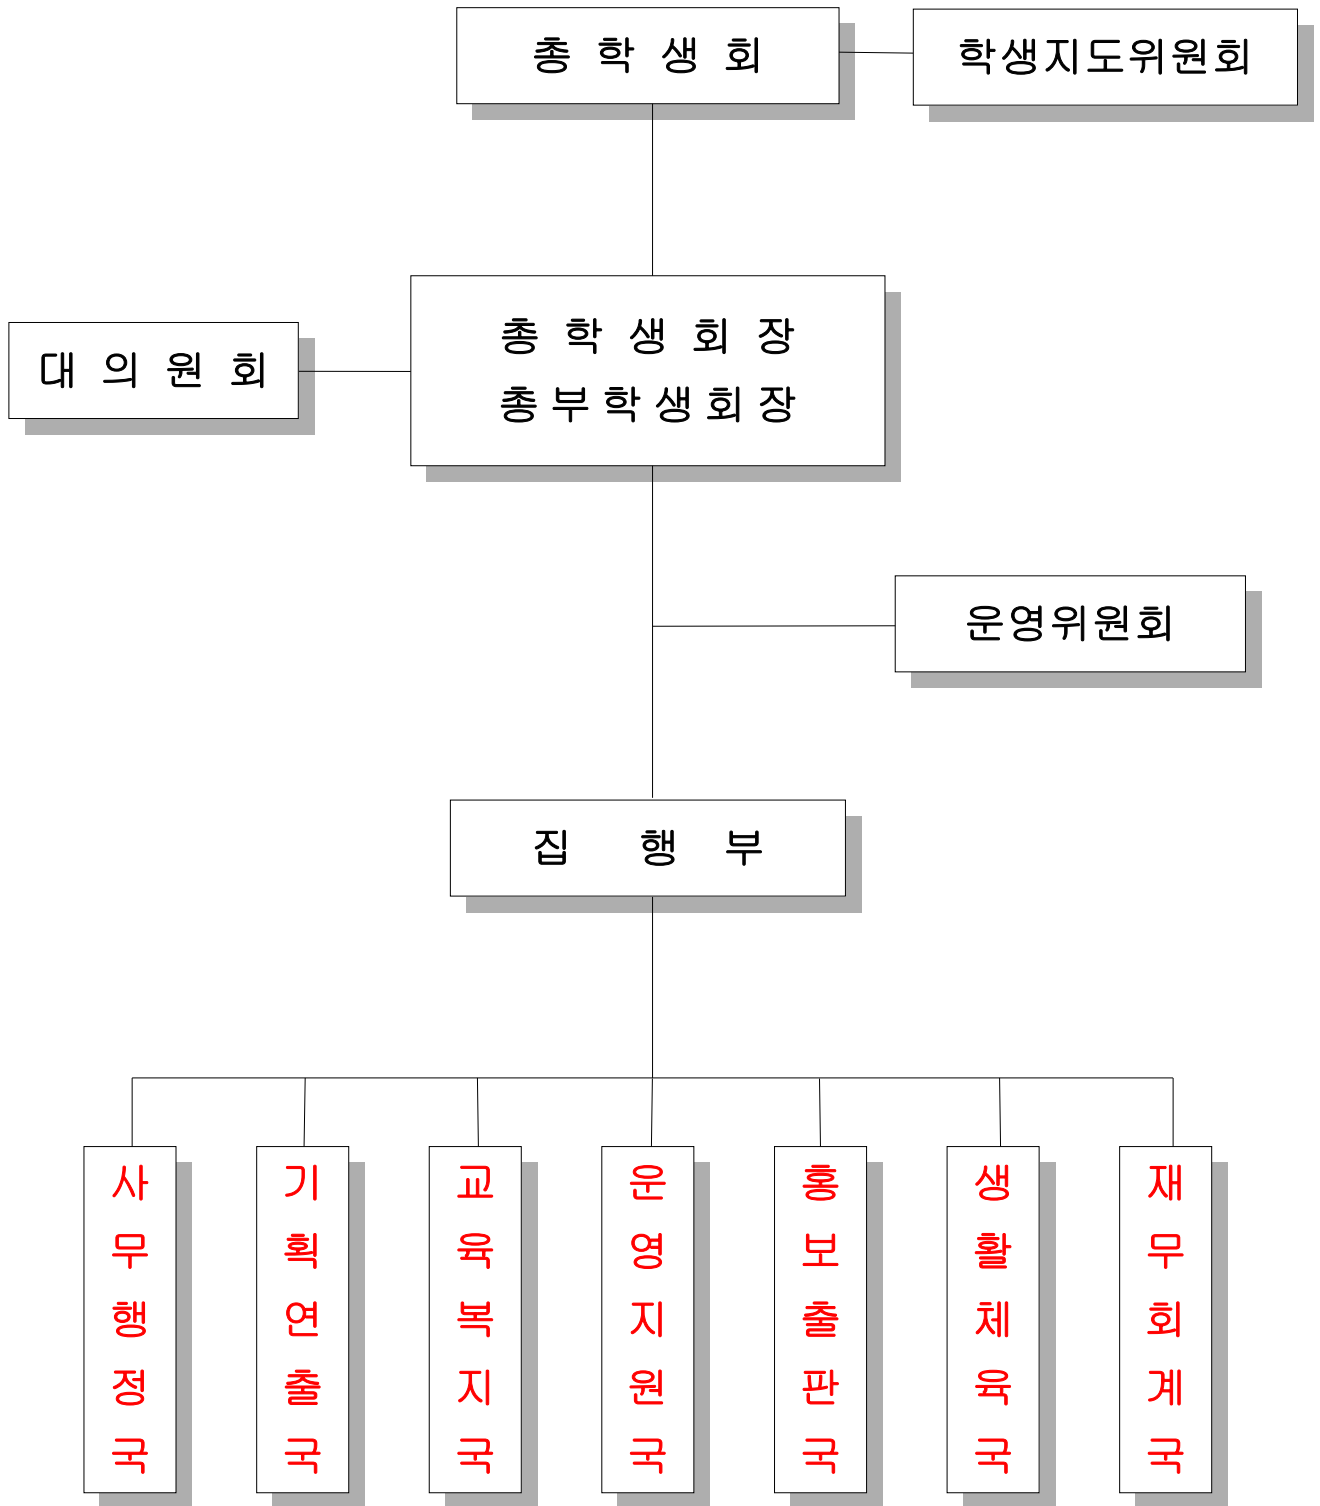 총 학 생 회
학생지도위원회
총 학 생 회 장
총부학생회장
대 의 원 회
운영위원회
집 행 부
사무행정국
기획연출국
교육복지국
운영지원국
홍보출판국
생활체육국
재무회계국